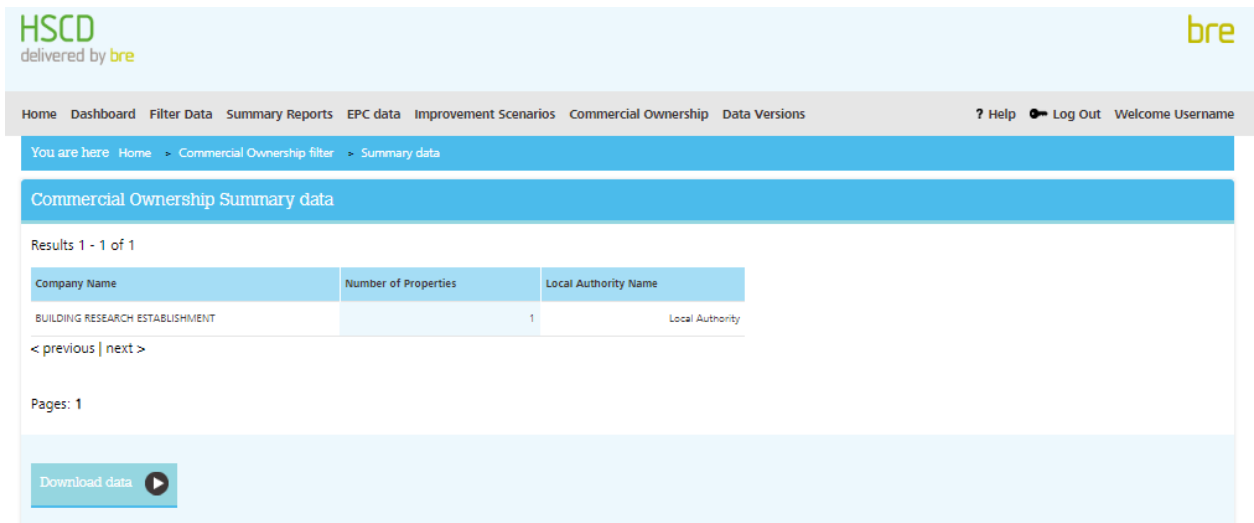 HSCD
delivered by bre
bre
Home Dashboard Filter Data Summary Reports EPC data Improvement Scenarios Commercial Ownership Data Versions ? Help Log Out Welcome Username
You are here Home > Commercial Ownership filter > Summary data
Commercial Ownership Summary data
Results 1 - 1 of 1
Company Name Number of Properties Local Authority Name
BUILDING RESEARCH ESTABLISHMENT 1 Local Authority
< previous | next >
Pages: 1
Download data